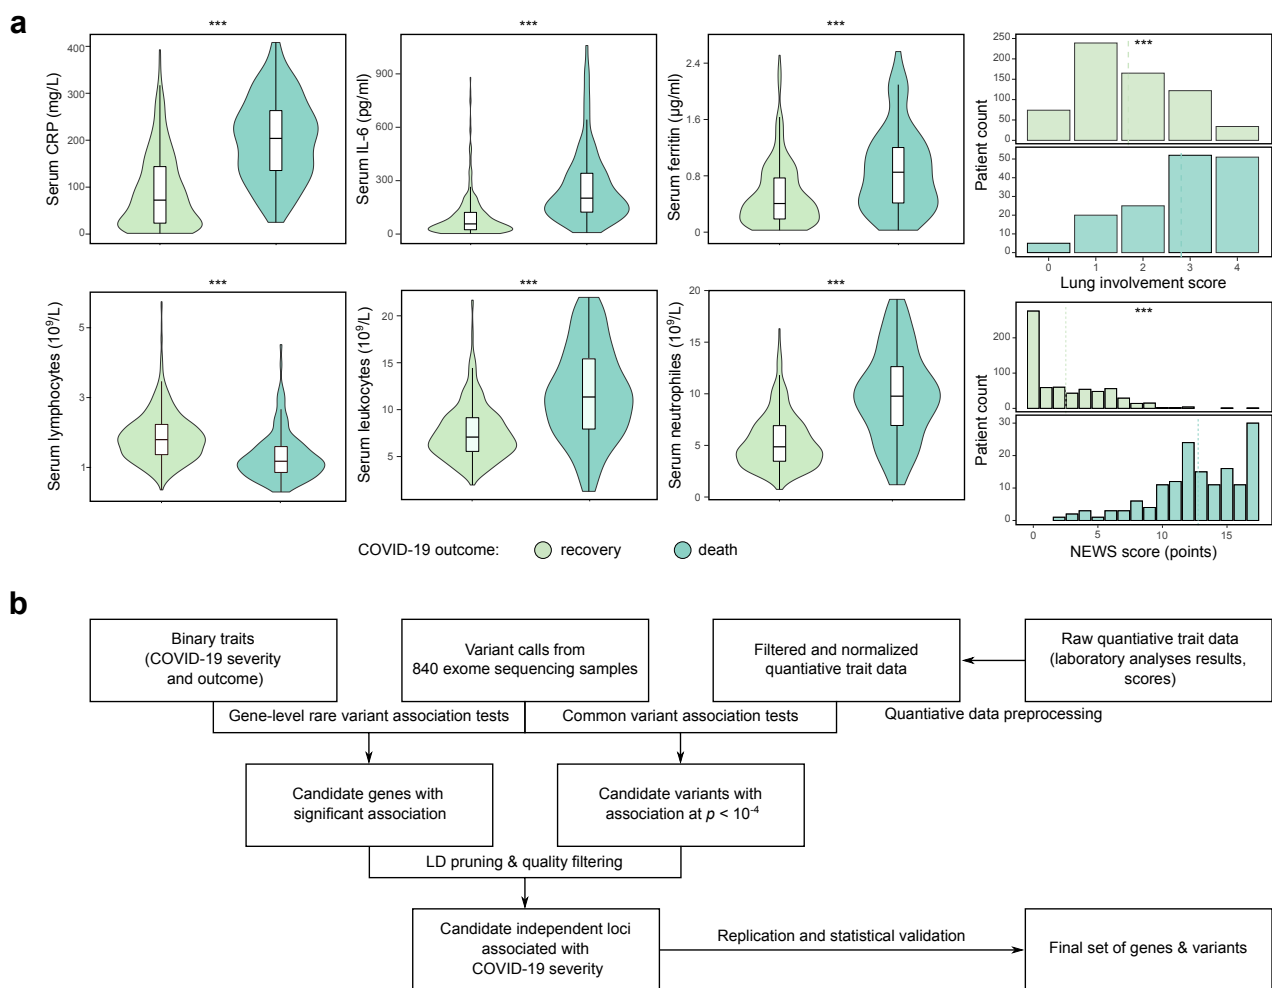 a
***
***
***
Serum CRP (mg/L)
400
300
200
100
0
Serum IL-6 (pg/ml)
900
600
300
0
Serum ferritin (μg/ml)
2.4
1.6
0.8
0
Patient count
250
200
150
100
50
0
***
50
40
30
20
10
0
0 1 2 3 4
Lung involvement score
***
***
***
Serum lymphocytes (10⁹/L)
5
3
1
Serum leukocytes (10⁹/L)
20
15
10
5
Serum neutrophiles (10⁹/L)
20
15
10
5
0
Patient count
200
100
0
***
30
20
10
0
0 5 10 15
NEWS score (points)
COVID-19 outcome: recovery death
b
Binary traits
(COVID-19 severity
and outcome)
Variant calls from
840 exome sequencing samples
Filtered and normalized
quantitative trait data
Raw quantiative trait data
(laboratory analyses results,
scores)
Gene-level rare variant association tests
Common variant association tests
Quantiative data preprocessing
Candidate genes with
significant association
Candidate variants with
association at p < 10⁻⁴
LD pruning & quality filtering
Candidate independent loci
associated with
COVID-19 severity
Replication and statistical validation
Final set of genes & variants